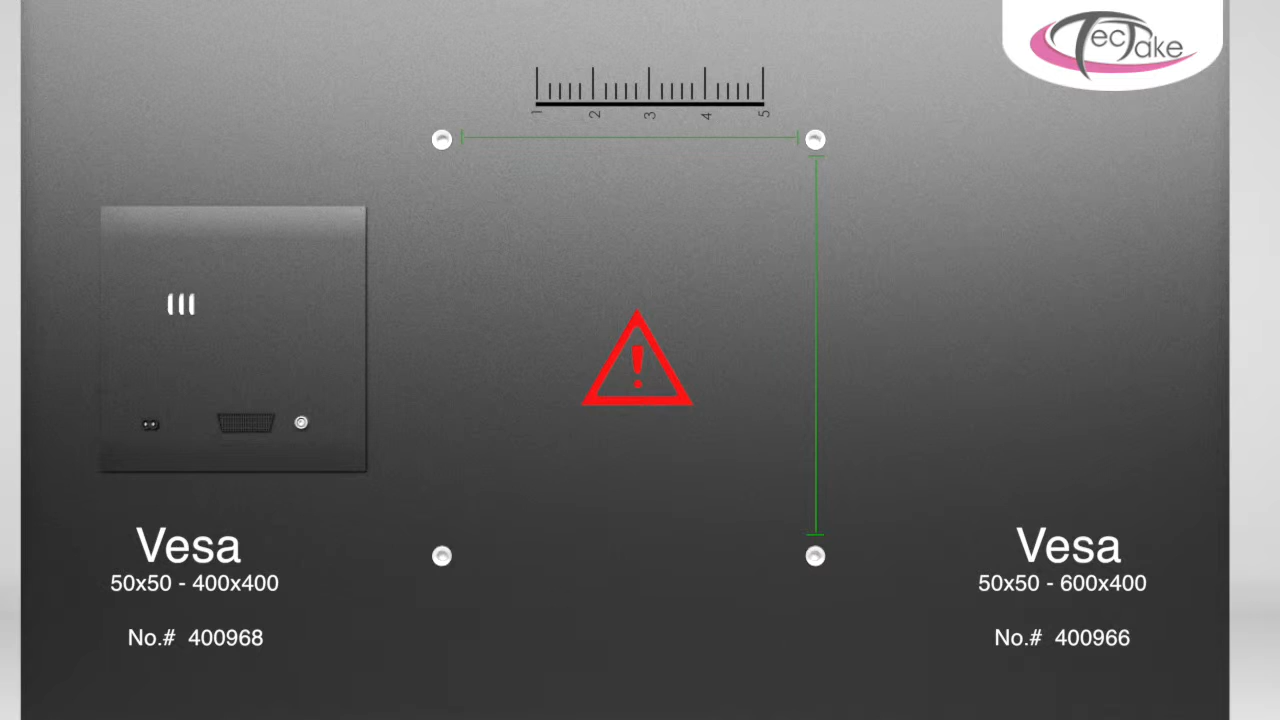 TecTake
1 2 3 4 5
Vesa
50x50 - 400x400
No.# 400968
Vesa
50x50 - 600x400
No.# 400966